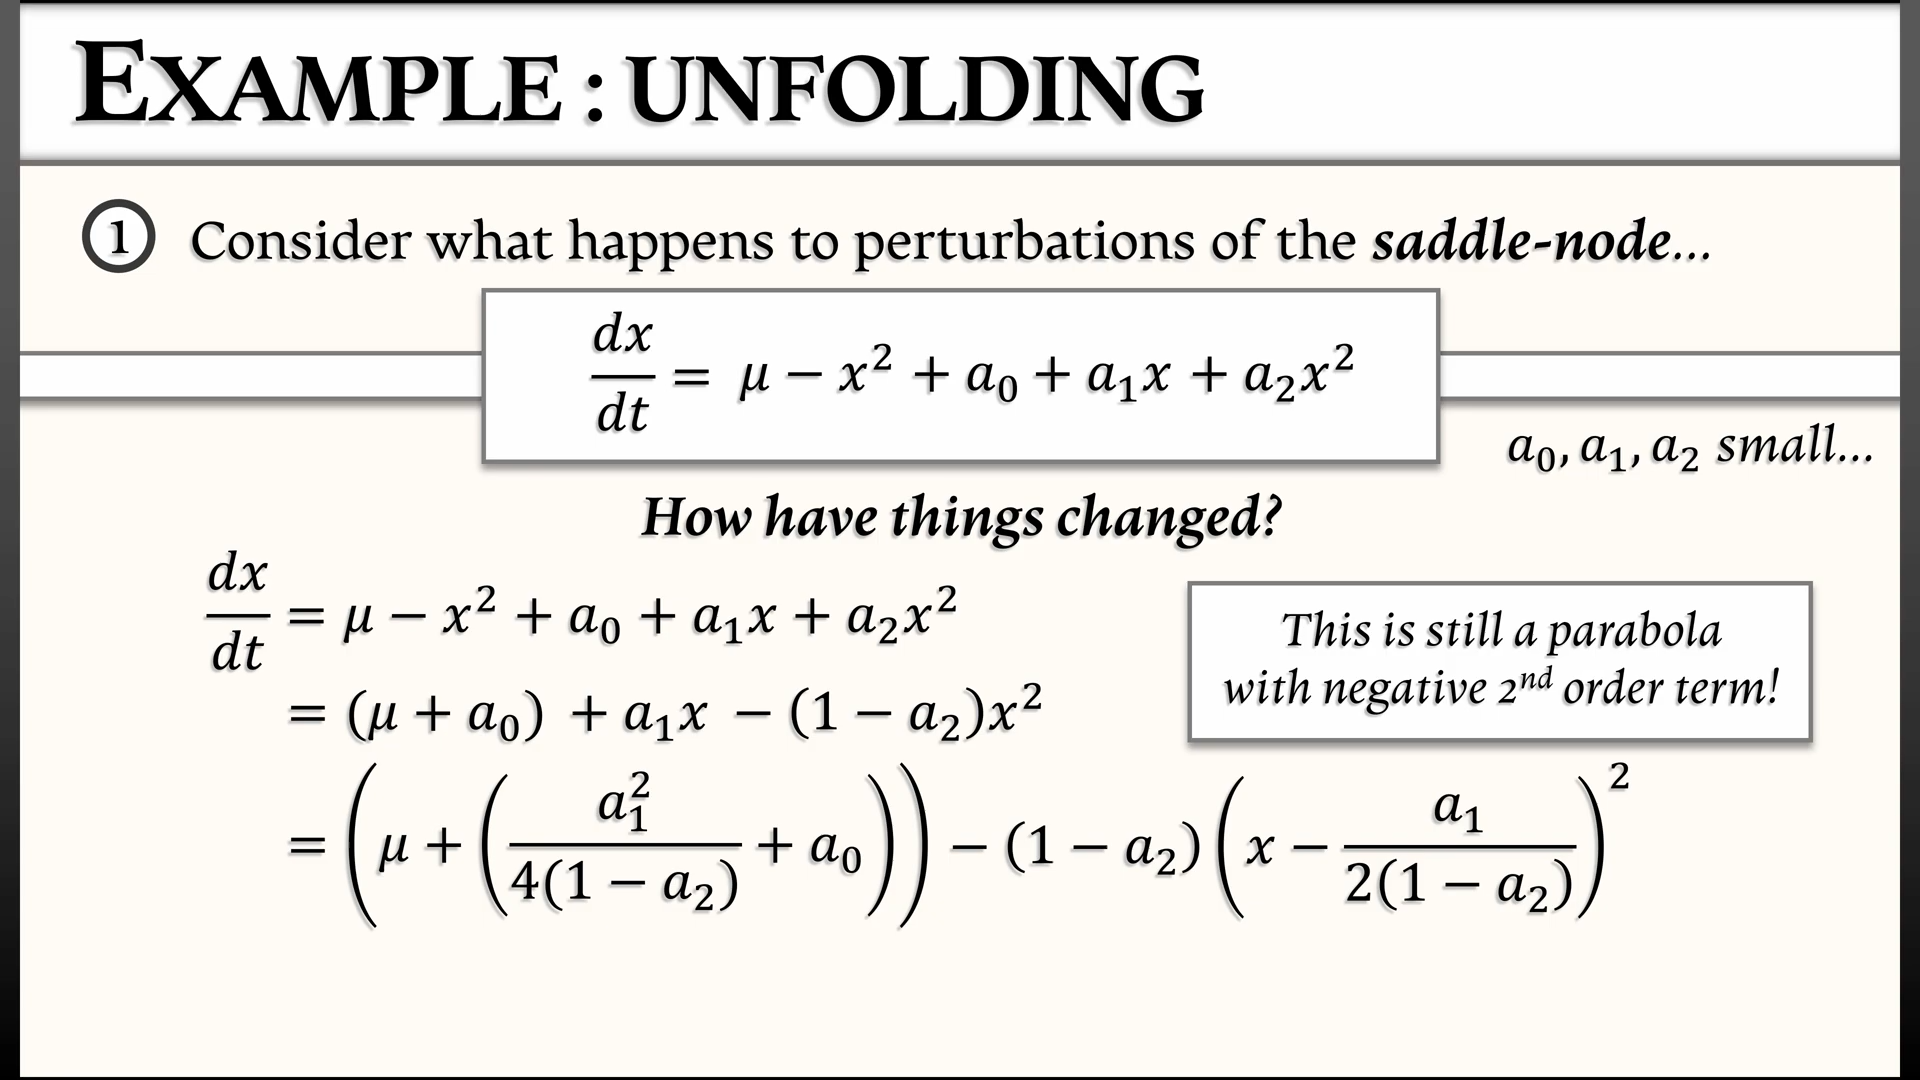 EXAMPLE : UNFOLDING
1 Consider what happens to perturbations of the saddle-node...
dx/dt = μ − x² + a₀ + a₁x + a₂x²
a₀, a₁, a₂ small...
How have things changed?
dx/dt = μ − x² + a₀ + a₁x + a₂x²
This is still a parabola
with negative 2nd order term!
= (μ + a₀) + a₁x − (1 − a₂)x²
= (μ + (a₁²/4(1 − a₂) + a₀)) − (1 − a₂)(x − a₁/2(1 − a₂))²